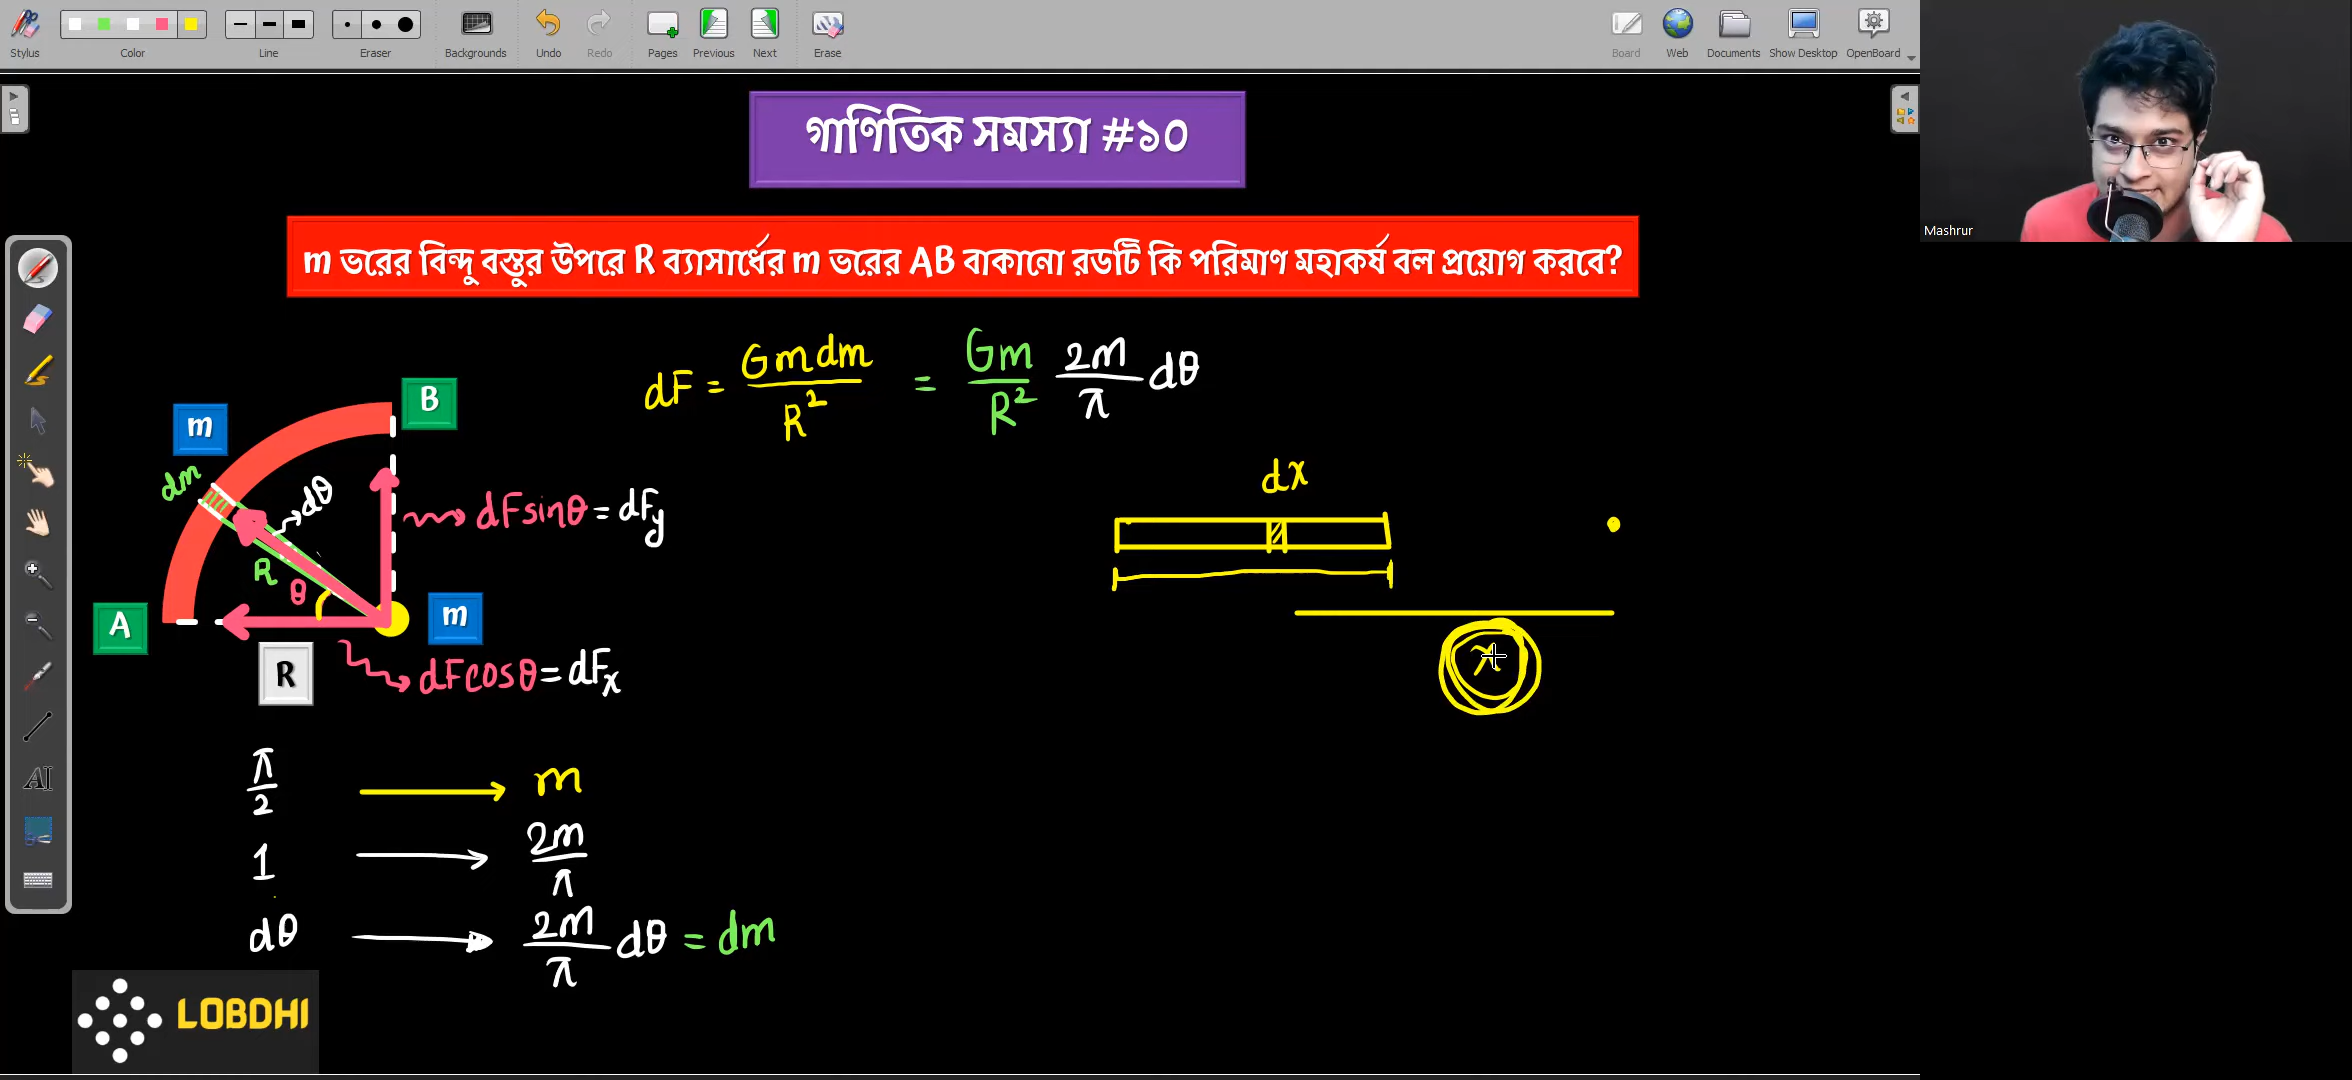 Stylus
Color
Line
Eraser
Backgrounds
Undo
Redo
Pages
Previous
Next
Erase
Board
Web
Documents
Show Desktop
OpenBoard
Mashrur
গাণিতিক সমস্যা #১০
m ভরের বিন্দু বস্তুর উপরে R ব্যাসার্ধের m ভরের AB বাকানো রডটি কি পরিমাণ মহাকর্ষ বল প্রয়োগ করবে?
dF = Gmdm/R² = Gm/R² 2m/π dθ
B
m
dm
dθ
dFsinθ = dFy
R
θ
A
m
R
dFcosθ = dFx
dx
x
π/2 → m
1 → 2m/π
dθ → 2m/π dθ = dm
AI
LOBDHI